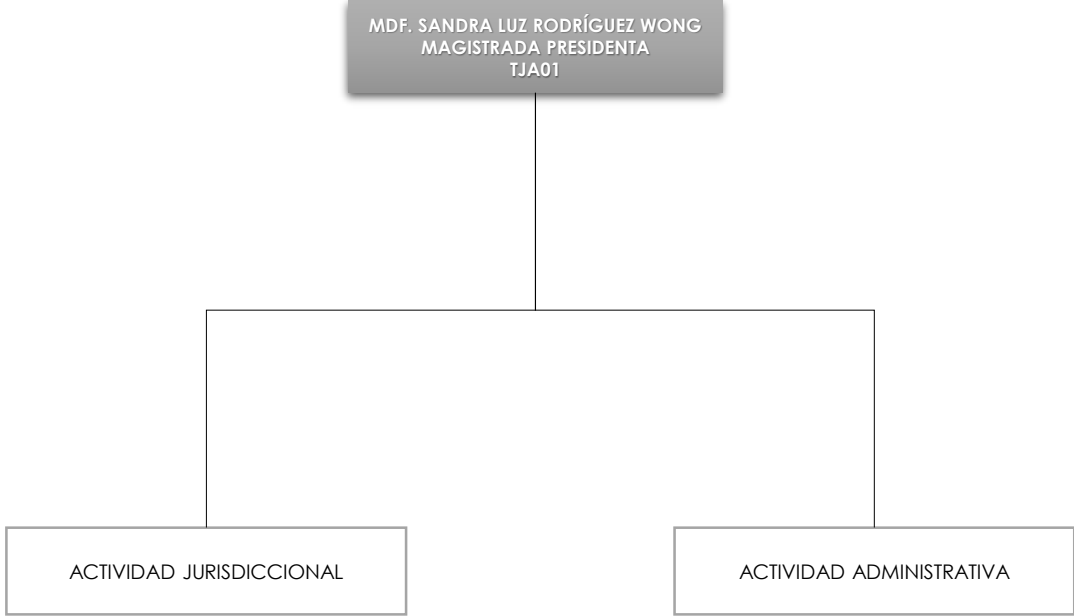 MDF. SANDRA LUZ RODRÍGUEZ WONG
MAGISTRADA PRESIDENTA
TJA01
ACTIVIDAD JURISDICCIONAL
ACTIVIDAD ADMINISTRATIVA